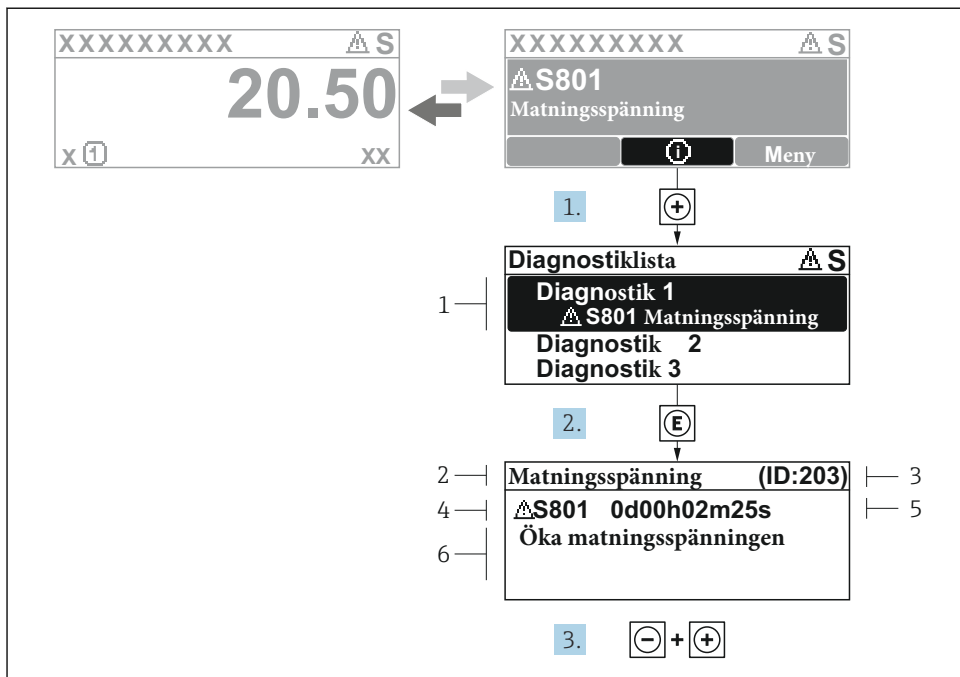 XXXXXXXXX ⚠ S
20.50
x ① xx
XXXXXXXXX ⚠ S
⚠S801
Matningsspänning
ⓘ Meny
1. ⊕
Diagnostiklista ⚠ S
1
Diagnostik 1
⚠ S801 Matningsspänning
Diagnostik 2
Diagnostik 3
2. Ⓔ
2 Matningsspänning (ID:203) 3
4 ⚠S801 0d00h02m25s 5
6 Öka matningsspänningen
3. ⊖ + ⊕